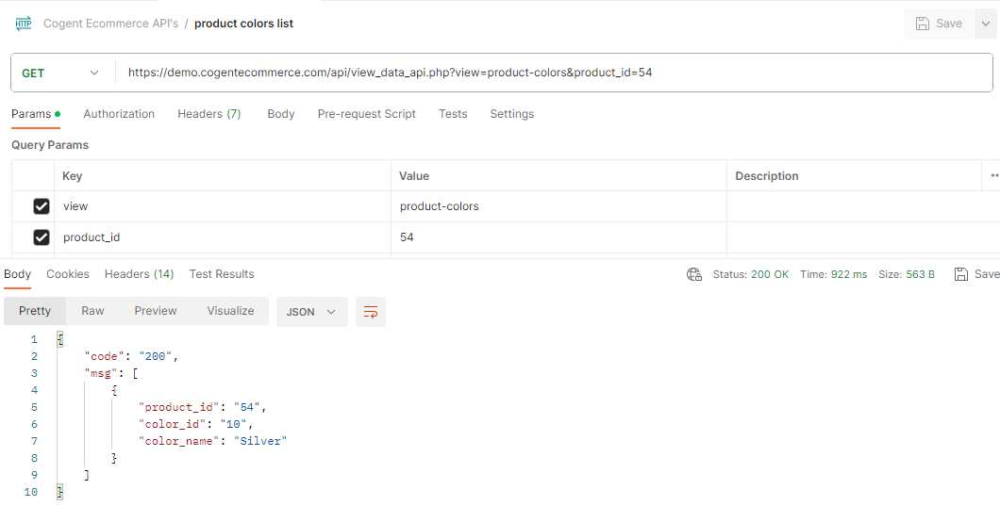 HTTP Cogent Ecommerce API's / product colors list Save
GET https://demo.cogentecommerce.com/api/view_data_api.php?view=product-colors&product_id=54
Params Authorization Headers (7) Body Pre-request Script Tests Settings
Query Params
Key Value Description
view product-colors
product_id 54
Body Cookies Headers (14) Test Results Status: 200 OK Time: 922 ms Size: 563 B Save
Pretty Raw Preview Visualize JSON
1 {
2 "code": "200",
3 "msg": [
4 {
5 "product_id": "54",
6 "color_id": "10",
7 "color_name": "Silver"
8 }
9 ]
10 }